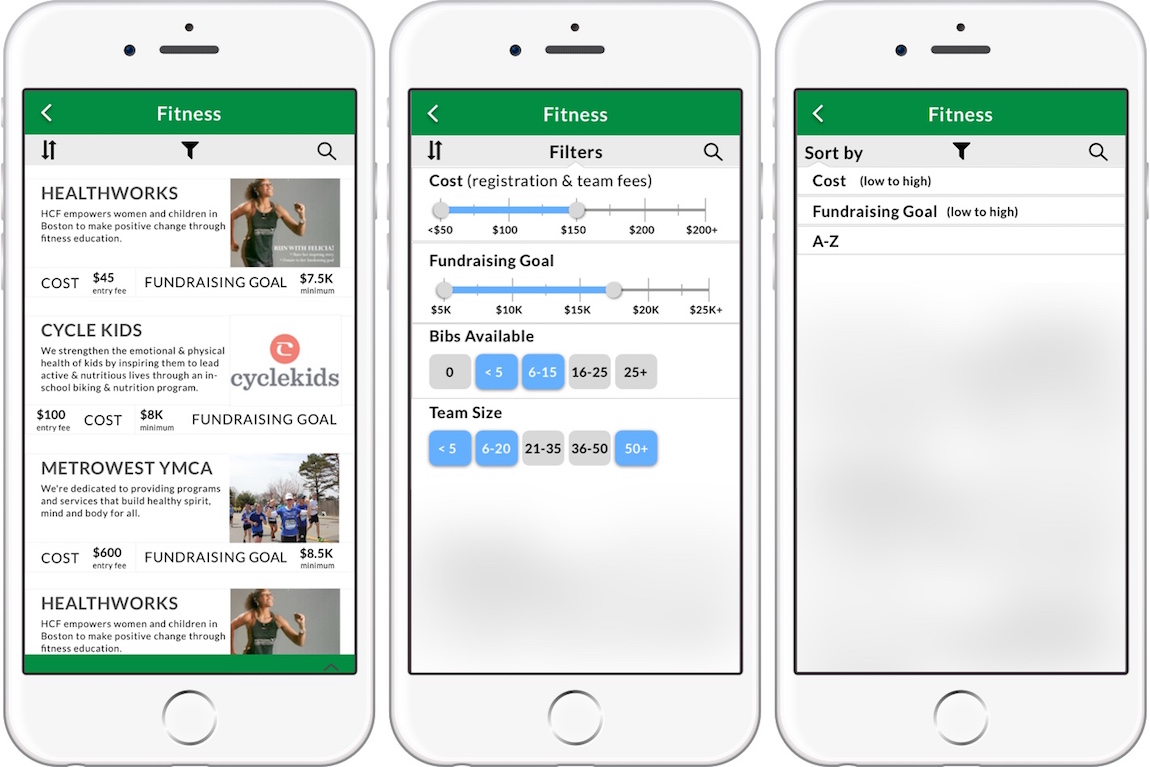 Fitness
HEALTHWORKS
HCF empowers women and children in
Boston to make positive change through
fitness education.
RUN WITH FELICIA!
COST
$45
entry fee
FUNDRAISING GOAL
$7.5K
minimum
CYCLE KIDS
We strengthen the emotional & physical
health of kids by inspiring them to lead
active & nutritious lives through an in-
school biking & nutrition program.
cyclekids
$100
entry fee
COST
$8K
minimum
FUNDRAISING GOAL
METROWEST YMCA
We're dedicated to providing programs
and services that build healthy spirit,
mind and body for all.
COST
$600
entry fee
FUNDRAISING GOAL
$8.5K
minimum
HEALTHWORKS
HCF empowers women and children in
Boston to make positive change through
fitness education.
Fitness
Filters
Cost (registration & team fees)
<$50 $100 $150 $200 $200+
Fundraising Goal
$5K $10K $15K $20K $25K+
Bibs Available
0 < 5 6-15 16-25 25+
Team Size
< 5 6-20 21-35 36-50 50+
Fitness
Sort by
Cost (low to high)
Fundraising Goal (low to high)
A-Z